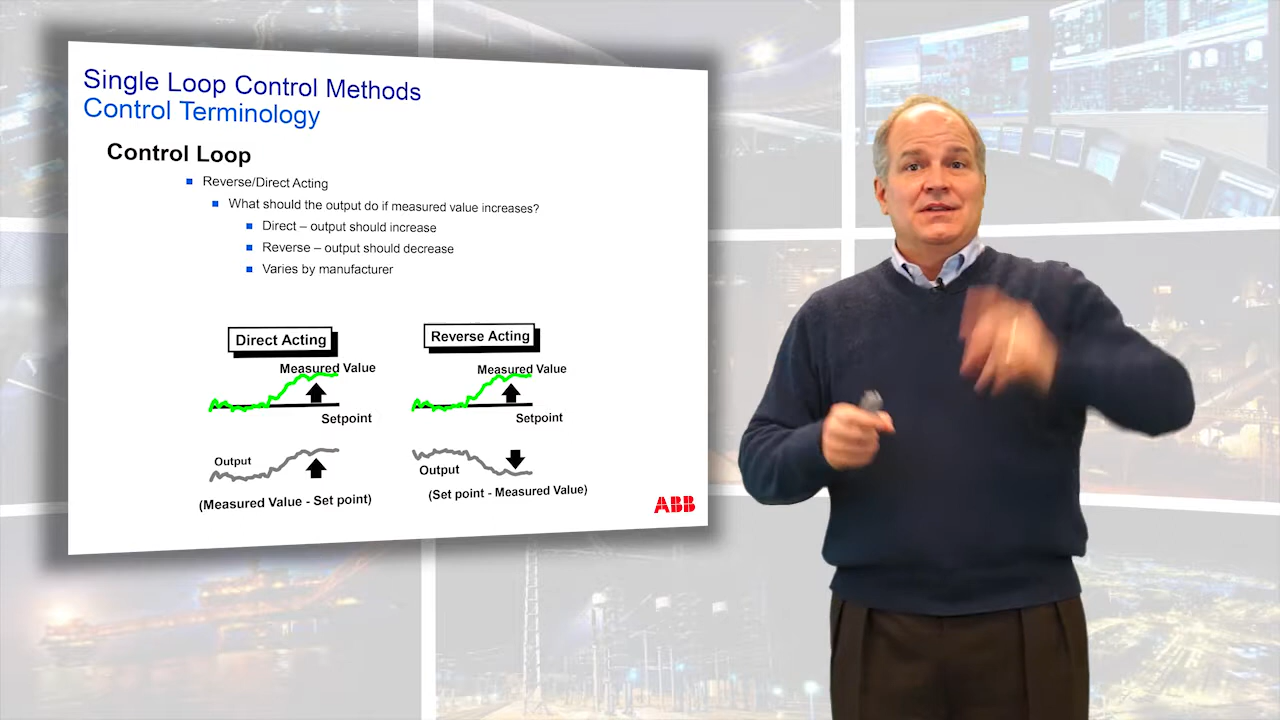 Single Loop Control Methods
Control Terminology
Control Loop
Reverse/Direct Acting
What should the output do if measured value increases?
Direct – output should increase
Reverse – output should decrease
Varies by manufacturer
Direct Acting
Measured Value
Setpoint
Output
(Measured Value - Set point)
Reverse Acting
Measured Value
Setpoint
Output
(Set point - Measured Value)
ABB